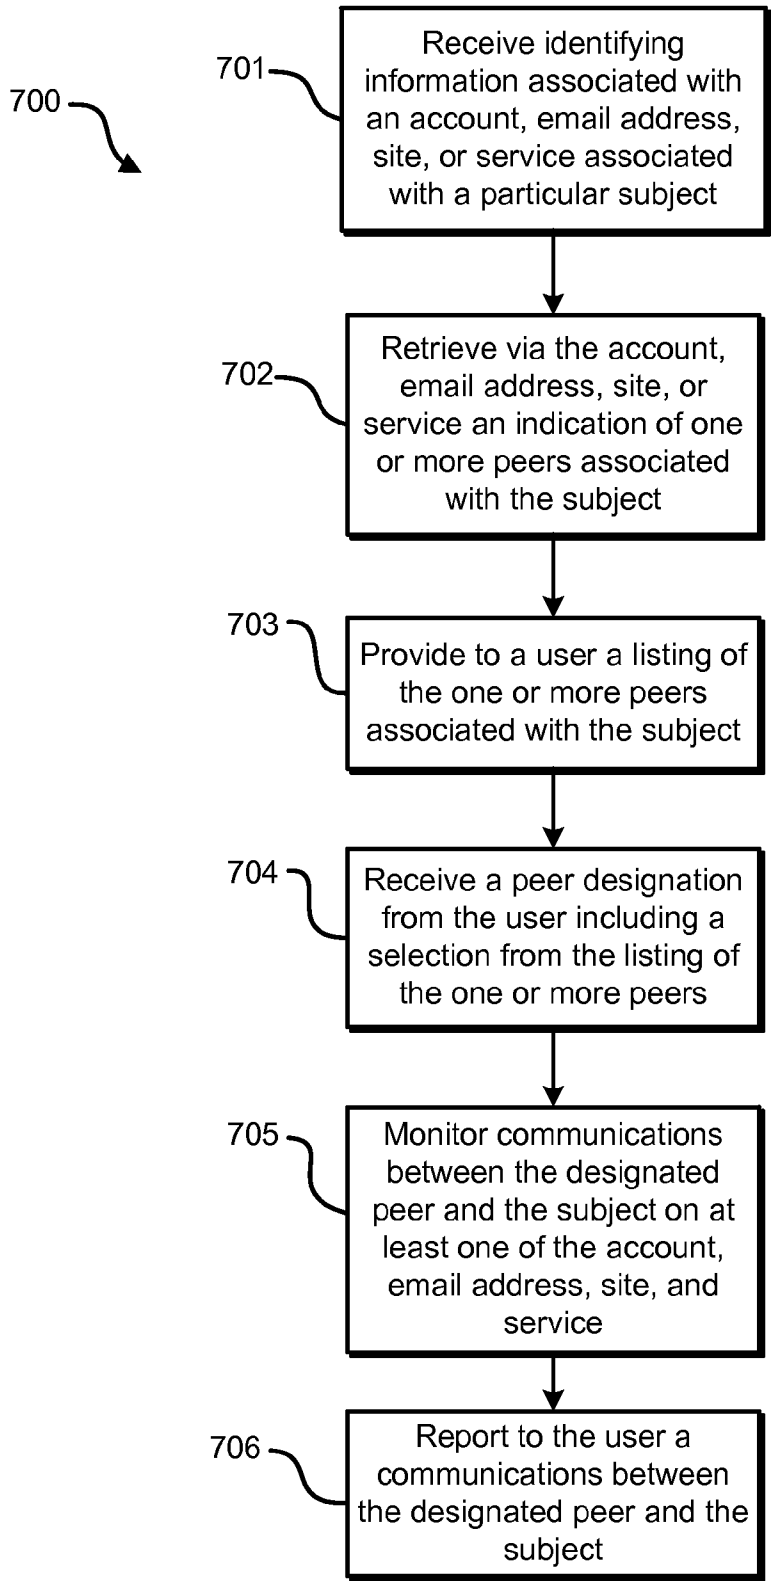 700
701
Receive identifying
information associated with
an account, email address,
site, or service associated
with a particular subject
702
Retrieve via the account,
email address, site, or
service an indication of one
or more peers associated
with the subject
703
Provide to a user a listing of
the one or more peers
associated with the subject
704
Receive a peer designation
from the user including a
selection from the listing of
the one or more peers
705
Monitor communications
between the designated
peer and the subject on at
least one of the account,
email address, site, and
service
706
Report to the user a
communications between
the designated peer and the
subject